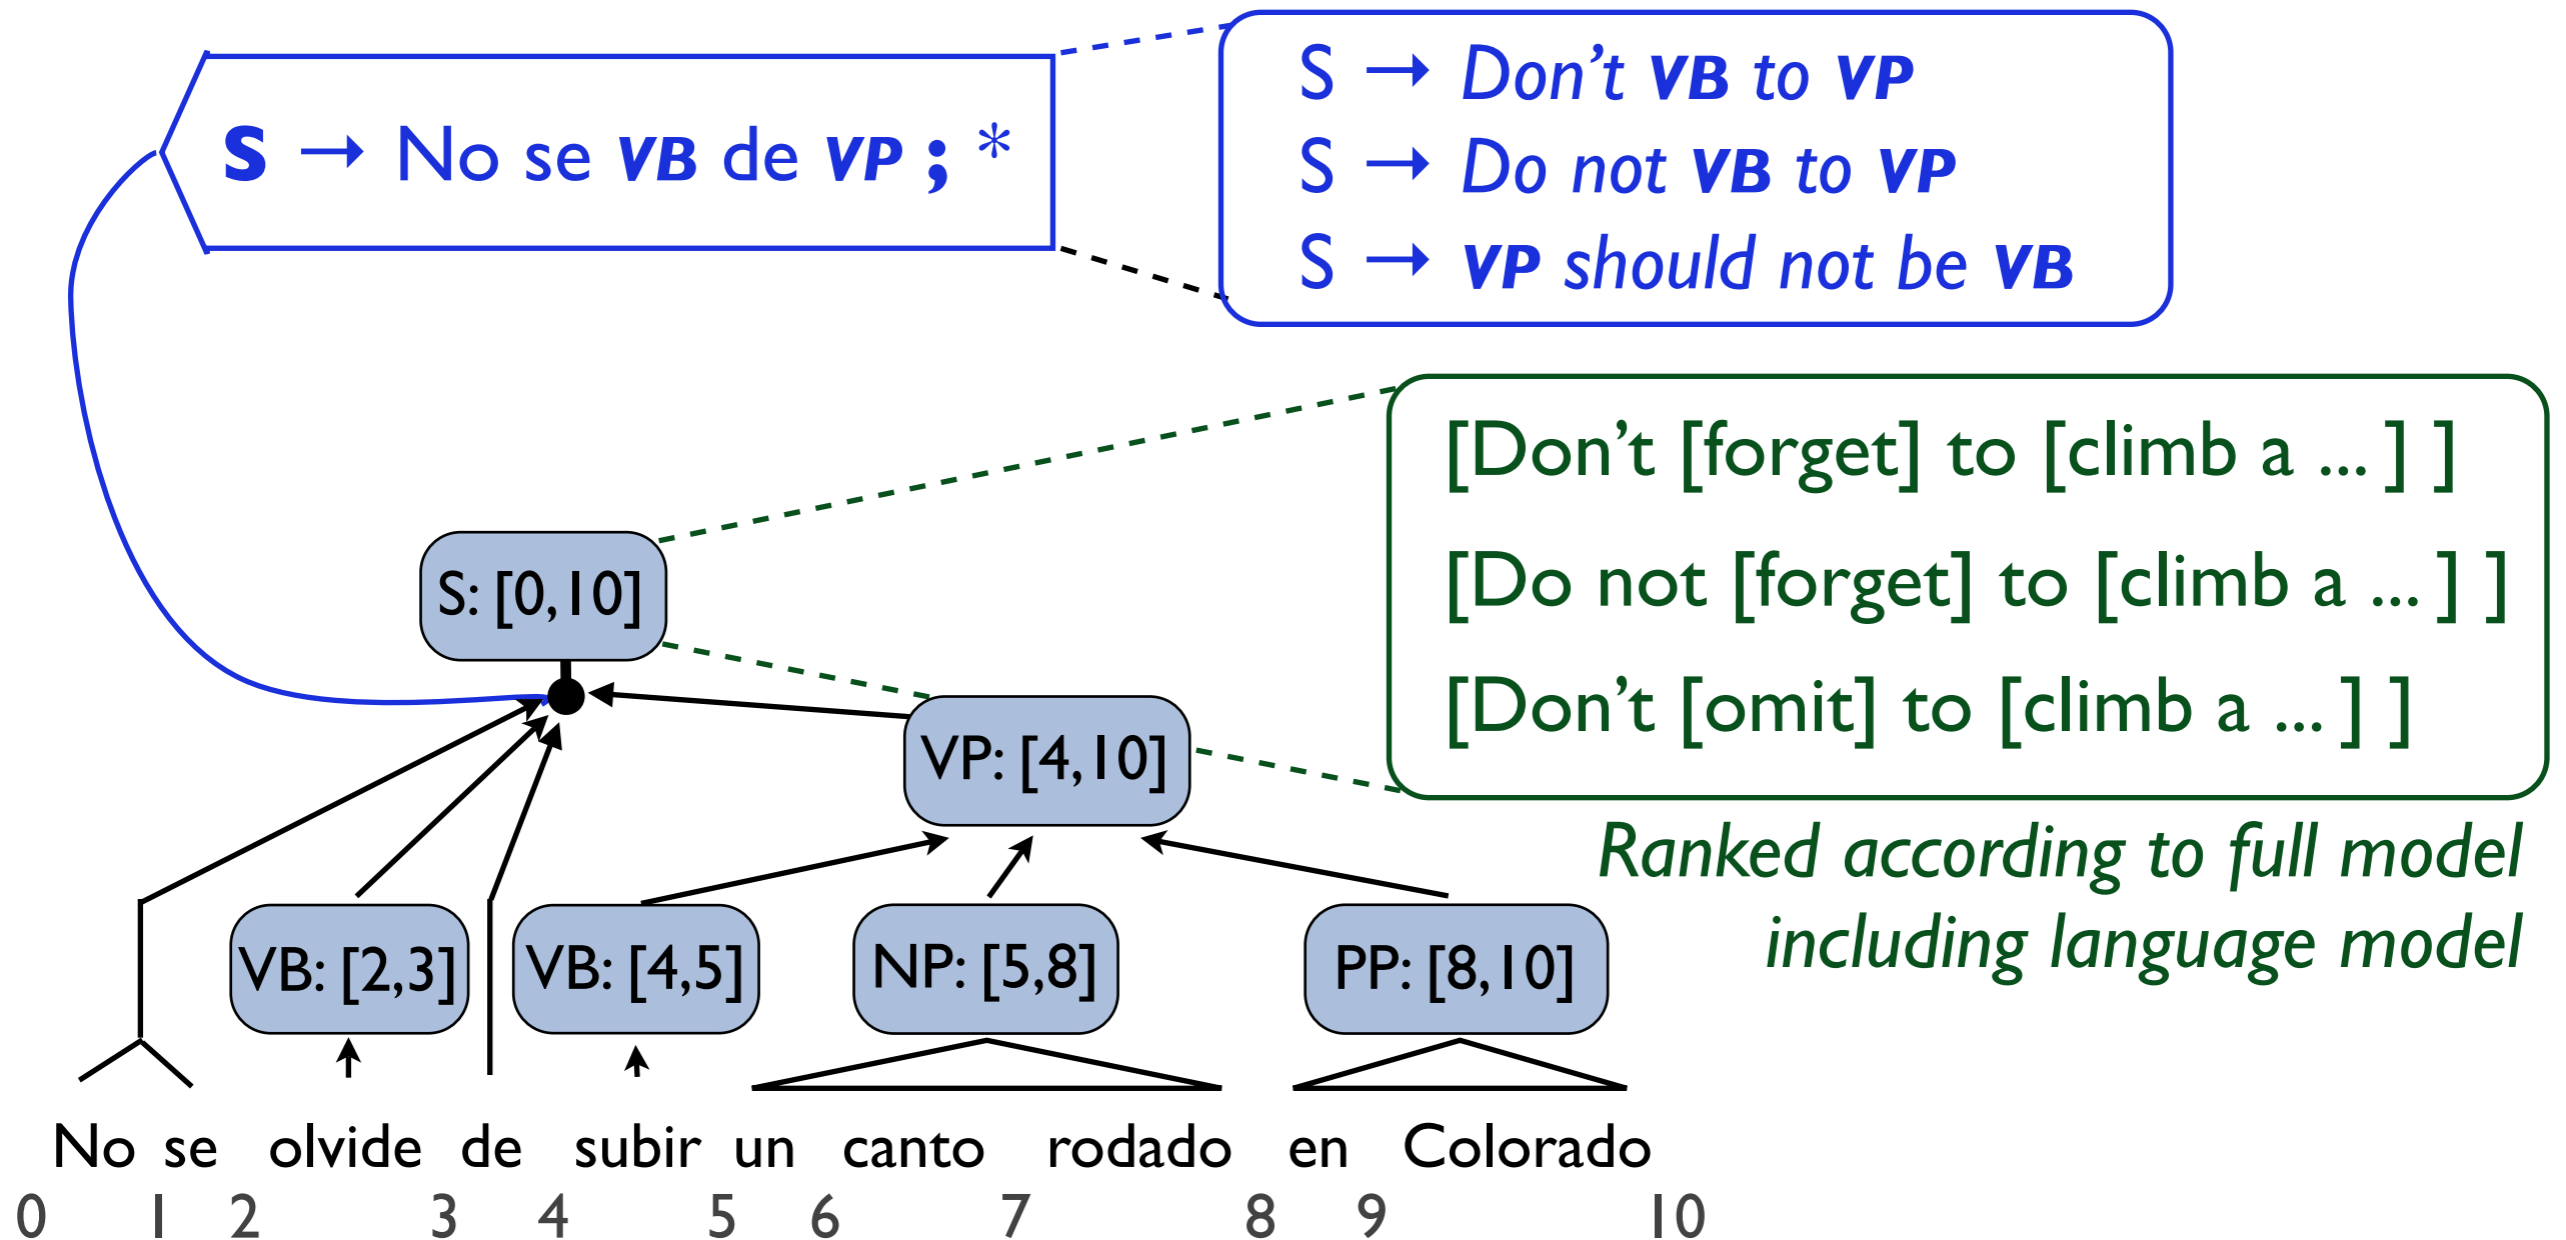 S → No se VB de VP ; *
S → Don't VB to VP
S → Do not VB to VP
S → VP should not be VB
[Don't [forget] to [climb a ... ] ]
[Do not [forget] to [climb a ... ] ]
[Don't [omit] to [climb a ... ] ]
Ranked according to full model
including language model
S: [0,10]
VP: [4,10]
VB: [2,3]
VB: [4,5]
NP: [5,8]
PP: [8,10]
No se olvide de subir un canto rodado en Colorado
0 1 2 3 4 5 6 7 8 9 10